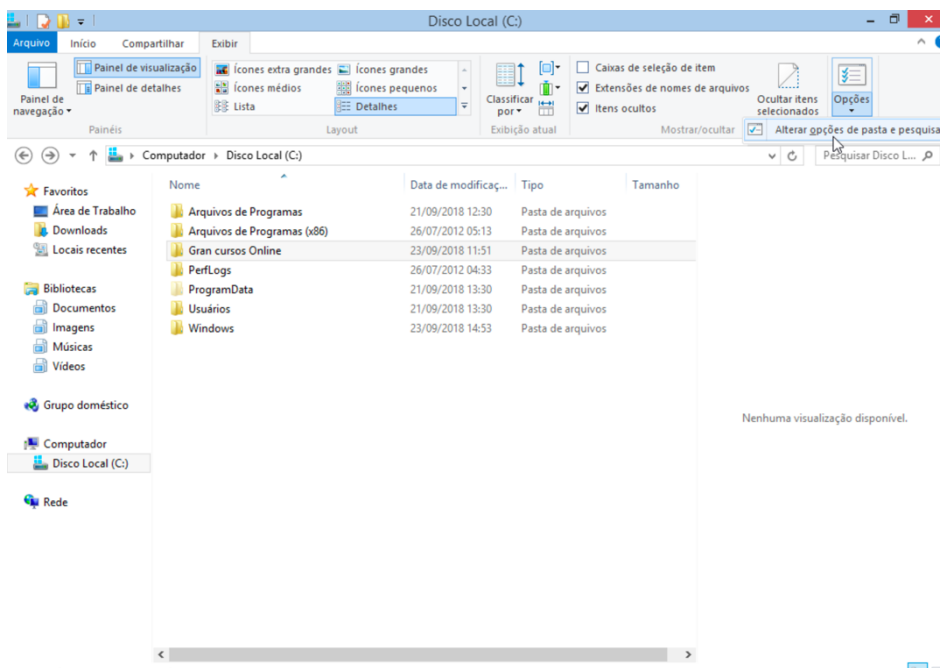 Disco Local (C:)
Arquivo Início Compartilhar Exibir
Painel de visualização
Painel de detalhes
Painel de navegação
Painéis
Ícones extra grandes Ícones grandes
Ícones médios Ícones pequenos
Lista Detalhes
Layout
Classificar por
Exibição atual
Caixas de seleção de item
Extensões de nomes de arquivos
Itens ocultos
Mostrar/ocultar
Ocultar itens selecionados
Opções
Alterar opções de pasta e pesquisa
Computador Disco Local (C:)
Pesquisar Disco L...
Favoritos
Área de Trabalho
Downloads
Locais recentes
Bibliotecas
Documentos
Imagens
Músicas
Vídeos
Grupo doméstico
Computador
Disco Local (C:)
Rede
Nome Data de modificaç... Tipo Tamanho
Arquivos de Programas 21/09/2018 12:30 Pasta de arquivos
Arquivos de Programas (x86) 26/07/2012 05:13 Pasta de arquivos
Gran cursos Online 23/09/2018 11:51 Pasta de arquivos
PerfLogs 26/07/2012 04:33 Pasta de arquivos
ProgramData 21/09/2018 13:30 Pasta de arquivos
Usuários 21/09/2018 13:30 Pasta de arquivos
Windows 23/09/2018 14:53 Pasta de arquivos
Nenhuma visualização disponível.